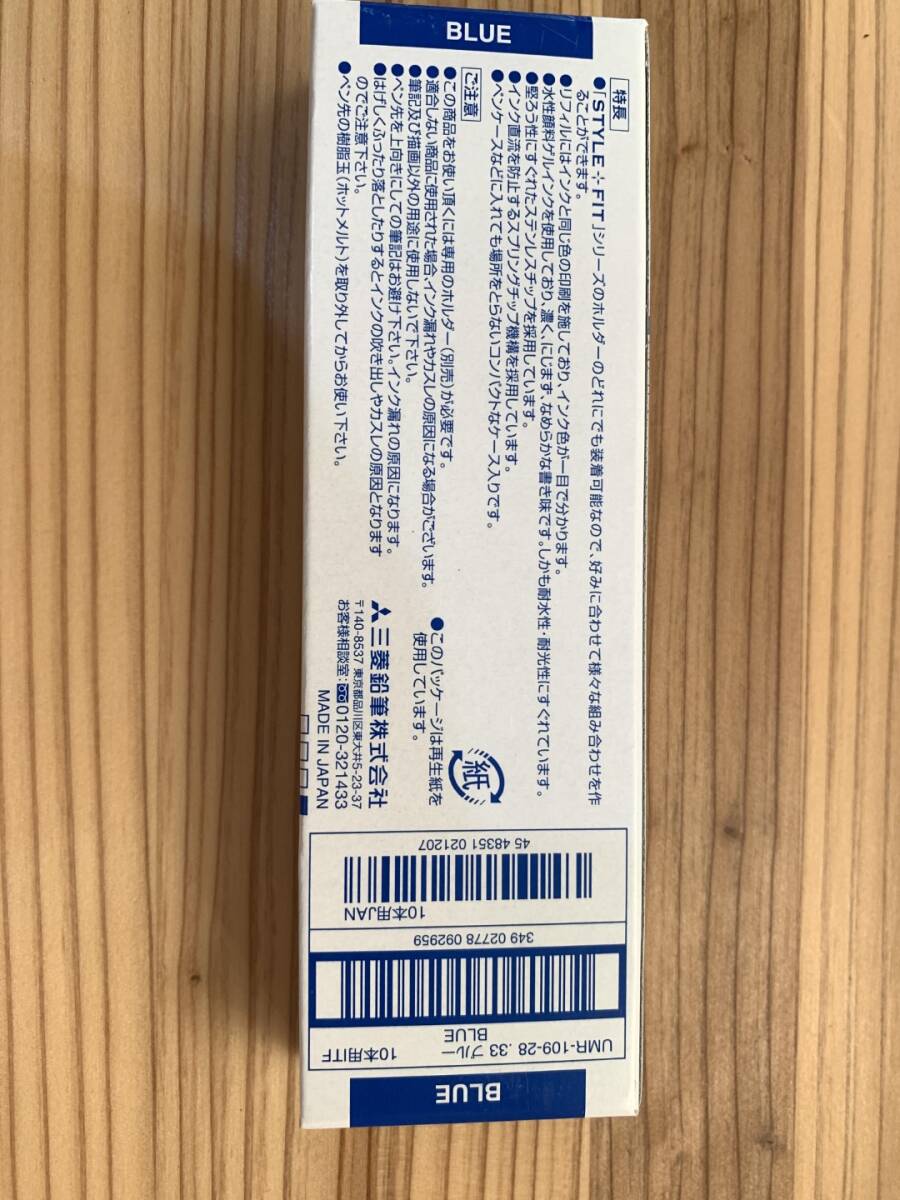 BLUE
特長
●「STYLE FIT」シリーズのホルダーのどれにでも装着可能なので、好みに合わせて様々な組み合わせを作
ることができます。
●リフィルにはインクと同じ色の印刷を施しており、インク色が一目で分かります。
●水性顔料ゲルインクを使用しており、濃く、にじまず、なめらかな書き味です。しかも耐水性・耐光性にすぐれています。
●堅ろう性にすぐれたステンレスチップを採用しています。
●インク直流を防止するスプリングチップ機構を採用しています。
●ペンケースなどに入れても場所をとらないコンパクトなケース入りです。
ご注意
●この商品をお使い頂くには専用のホルダー(別売)が必要です。
●適合しない商品に使用された場合、インク漏れやカスレの原因になる場合がございます。
●筆記及び描画以外の用途に使用しないで下さい。
●ペン先を上向きにしての筆記はお避け下さい。インク漏れの原因になります。
●はげしくふったり落としたりするとインクの吹き出しやカスレの原因となります
のでご注意下さい。
●ペン先の樹脂玉(ホットメルト)を取り外してからお使い下さい。
●このパッケージは再生紙を
使用しています。
紙
三菱鉛筆株式会社
〒140-8537 東京都品川区東大井5-23-37
お客様相談室:0120-321433
MADE IN JAPAN
45 48351 021207
10本用JAN
349 02778 092959
UMR-109-28 .33 ブルー 10本用ITF
BLUE
BLUE